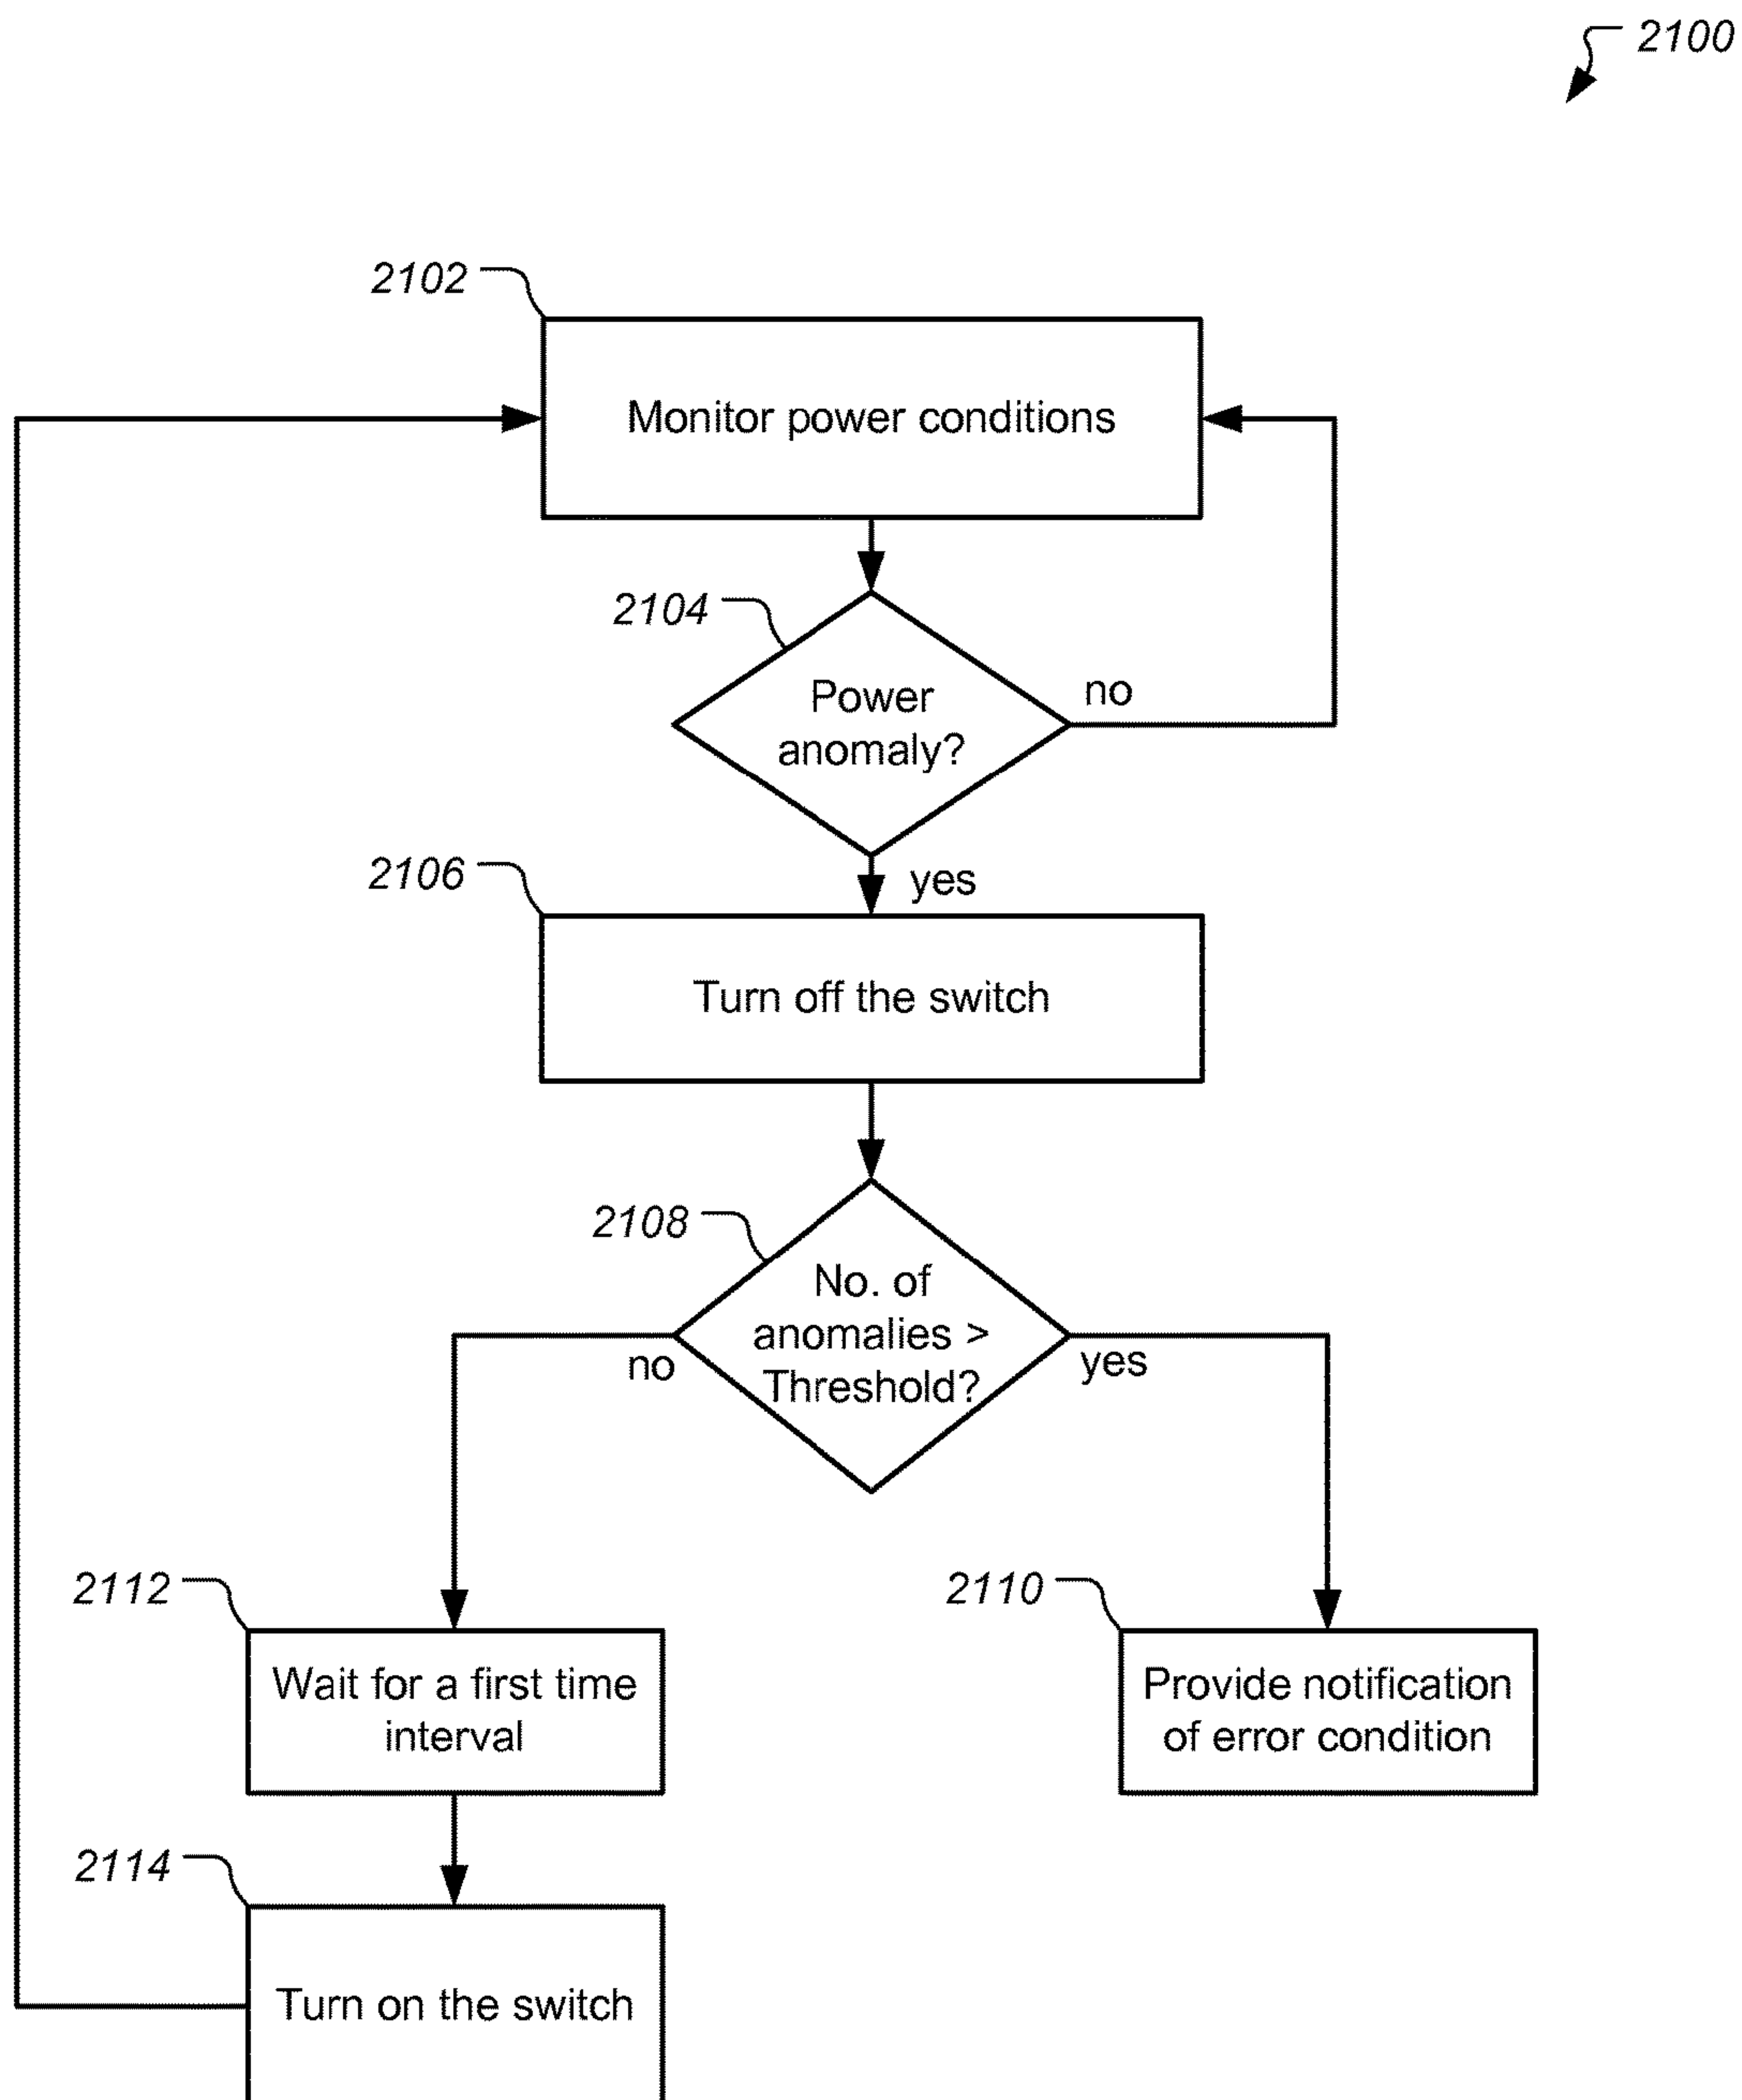 2100
2102
Monitor power conditions
2104
Power
anomaly?
no
yes
2106
Turn off the switch
2108
No. of
anomalies >
Threshold?
no
yes
2112
Wait for a first time
interval
2110
Provide notification
of error condition
2114
Turn on the switch